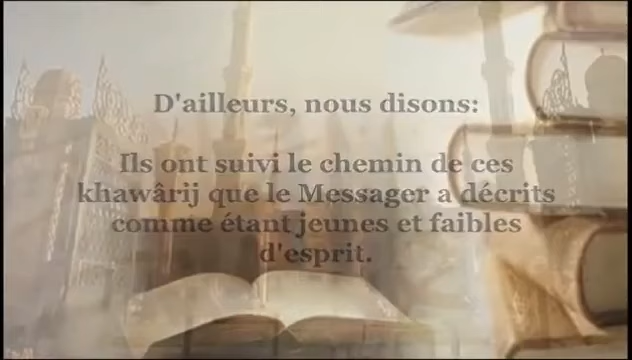 D'ailleurs, nous disons:
Ils ont suivi le chemin de ces
khawârij que le Messager a décrits
comme étant jeunes et faibles
d'esprit.